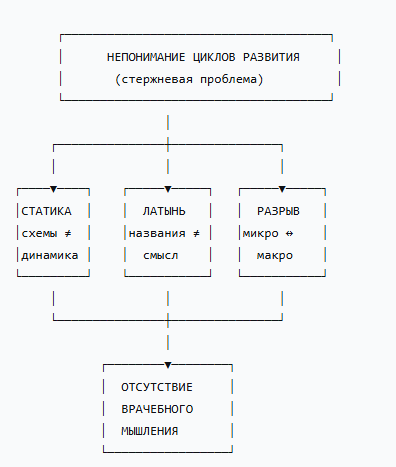 НЕПОНИМАНИЕ ЦИКЛОВ РАЗВИТИЯ
(стержневая проблема)
СТАТИКА ЛАТЫНЬ РАЗРЫВ
схемы ≠ названия ≠ микро ↔
динамика смысл макро
ОТСУТСТВИЕ
ВРАЧЕБНОГО
МЫШЛЕНИЯ